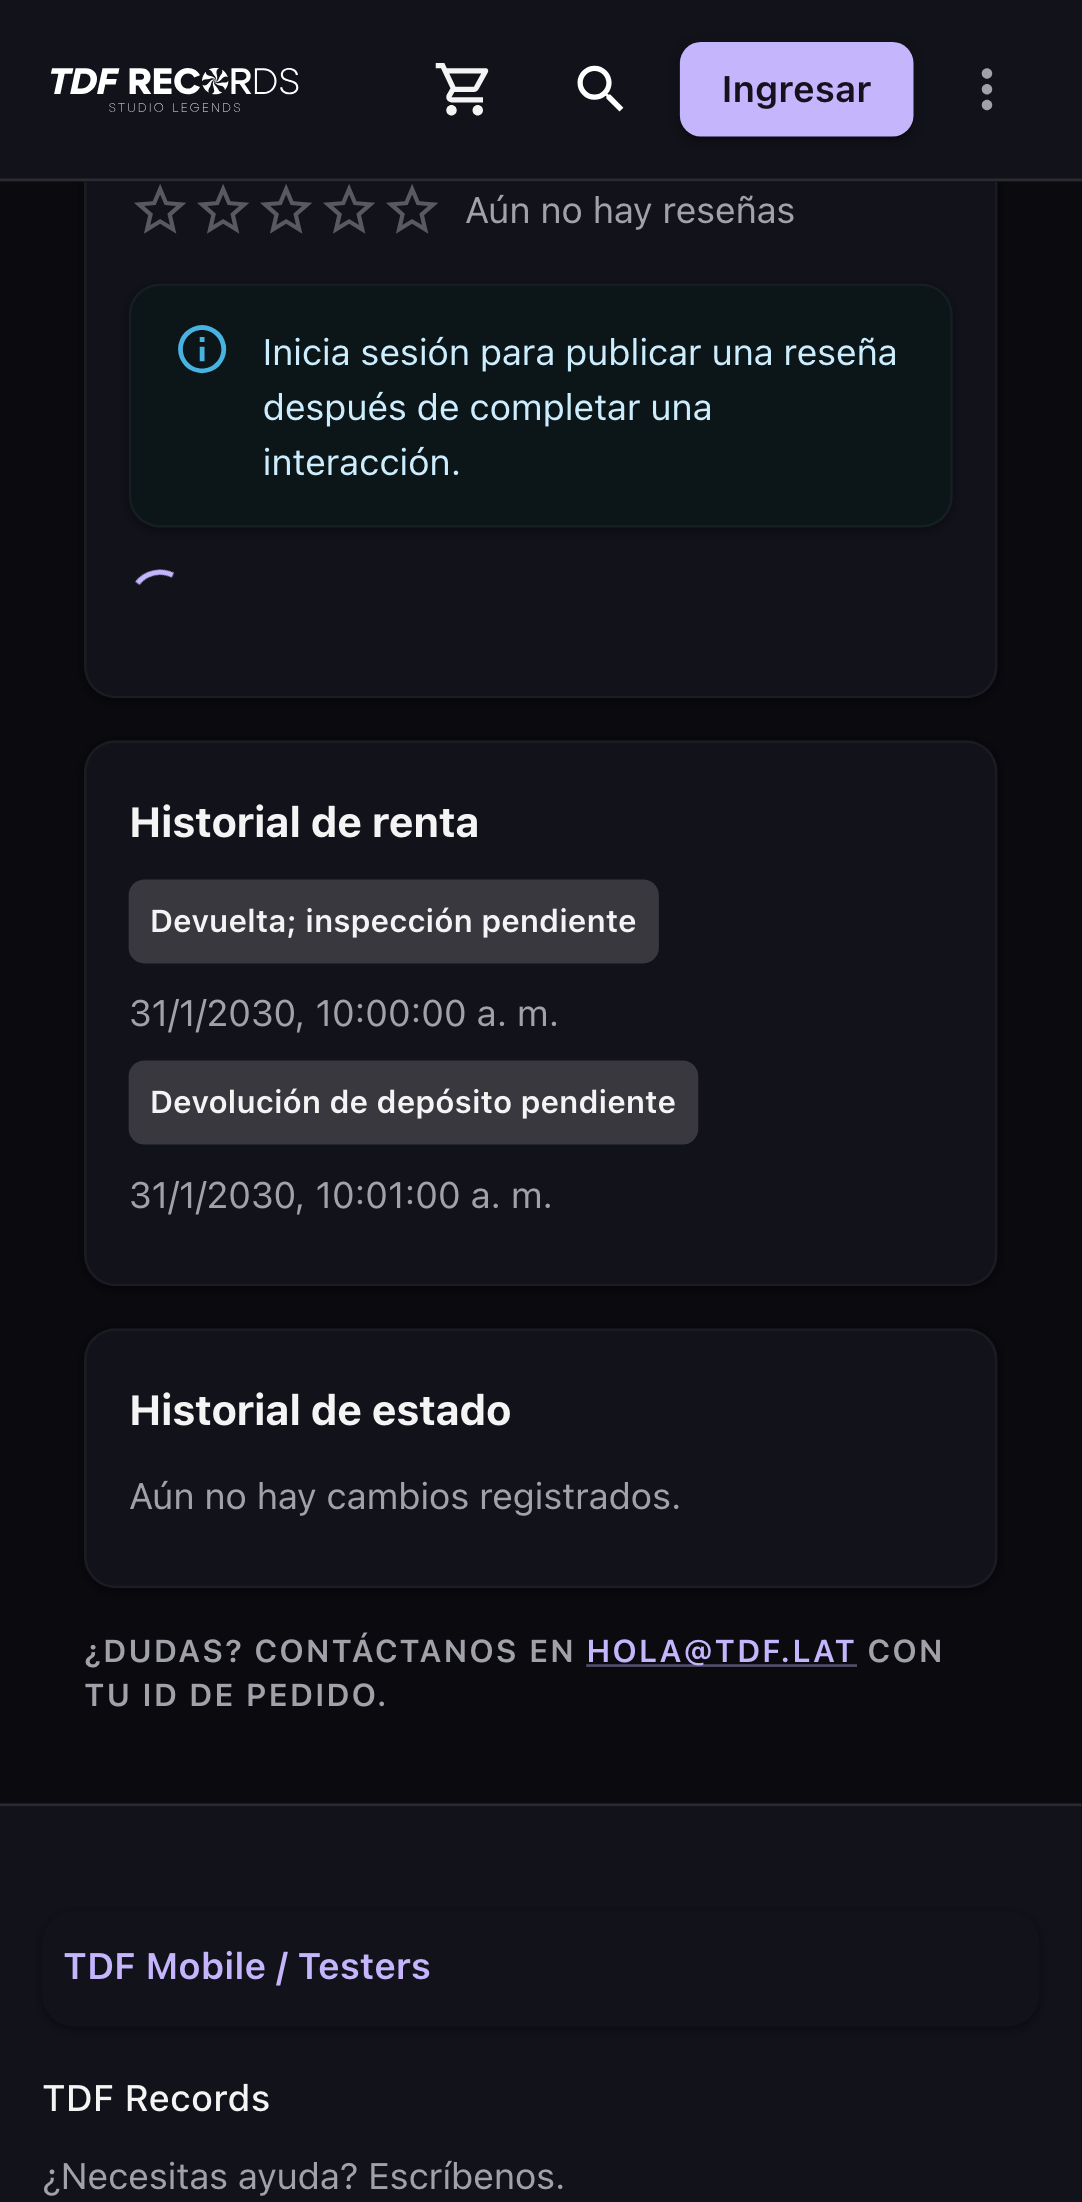 TDF RECORDS
STUDIO LEGENDS
Ingresar
Aún no hay reseñas
Inicia sesión para publicar una reseña
después de completar una
interacción.
Historial de renta
Devuelta; inspección pendiente
31/1/2030, 10:00:00 a. m.
Devolución de depósito pendiente
31/1/2030, 10:01:00 a. m.
Historial de estado
Aún no hay cambios registrados.
¿DUDAS? CONTÁCTANOS EN HOLA@TDF.LAT CON
TU ID DE PEDIDO.
TDF Mobile / Testers
TDF Records
¿Necesitas ayuda? Escríbenos.